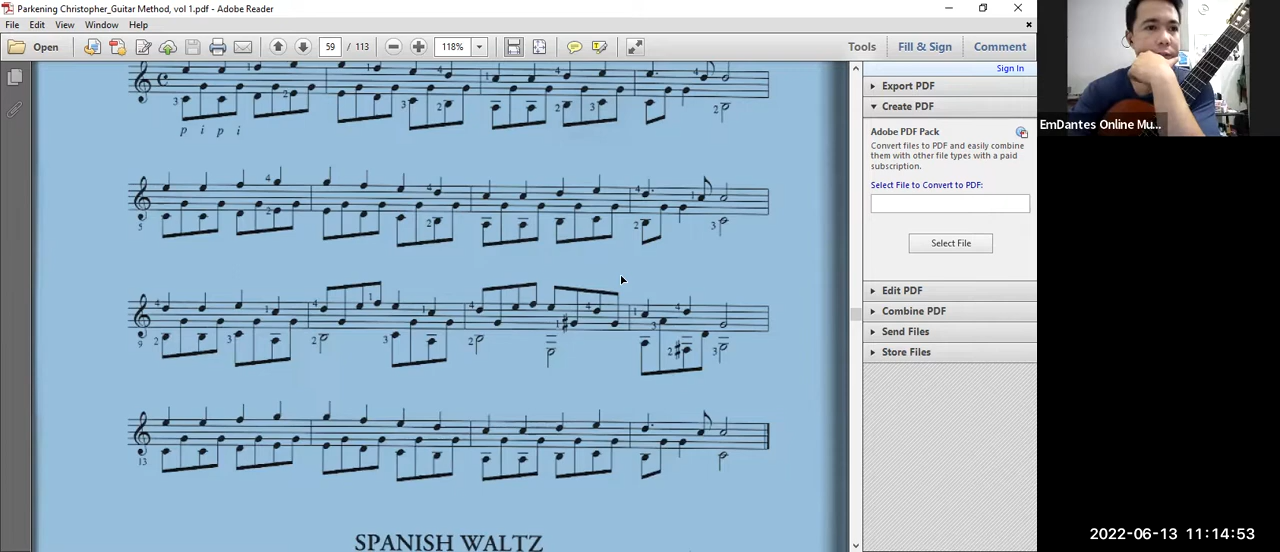 Parkening Christopher_Guitar Method, vol 1.pdf - Adobe Reader
File Edit View Window Help
Open 59 / 113 118% Tools Fill & Sign Comment
Sign In
Export PDF
Create PDF
Adobe PDF Pack
Convert files to PDF and easily combine
them with other file types with a paid
subscription.
Select File to Convert to PDF:
Select File
Edit PDF
Combine PDF
Send Files
Store Files
EmDantes Online Mu...
p i p i
5
9
13
SPANISH WALTZ
2022-06-13 11:14:53